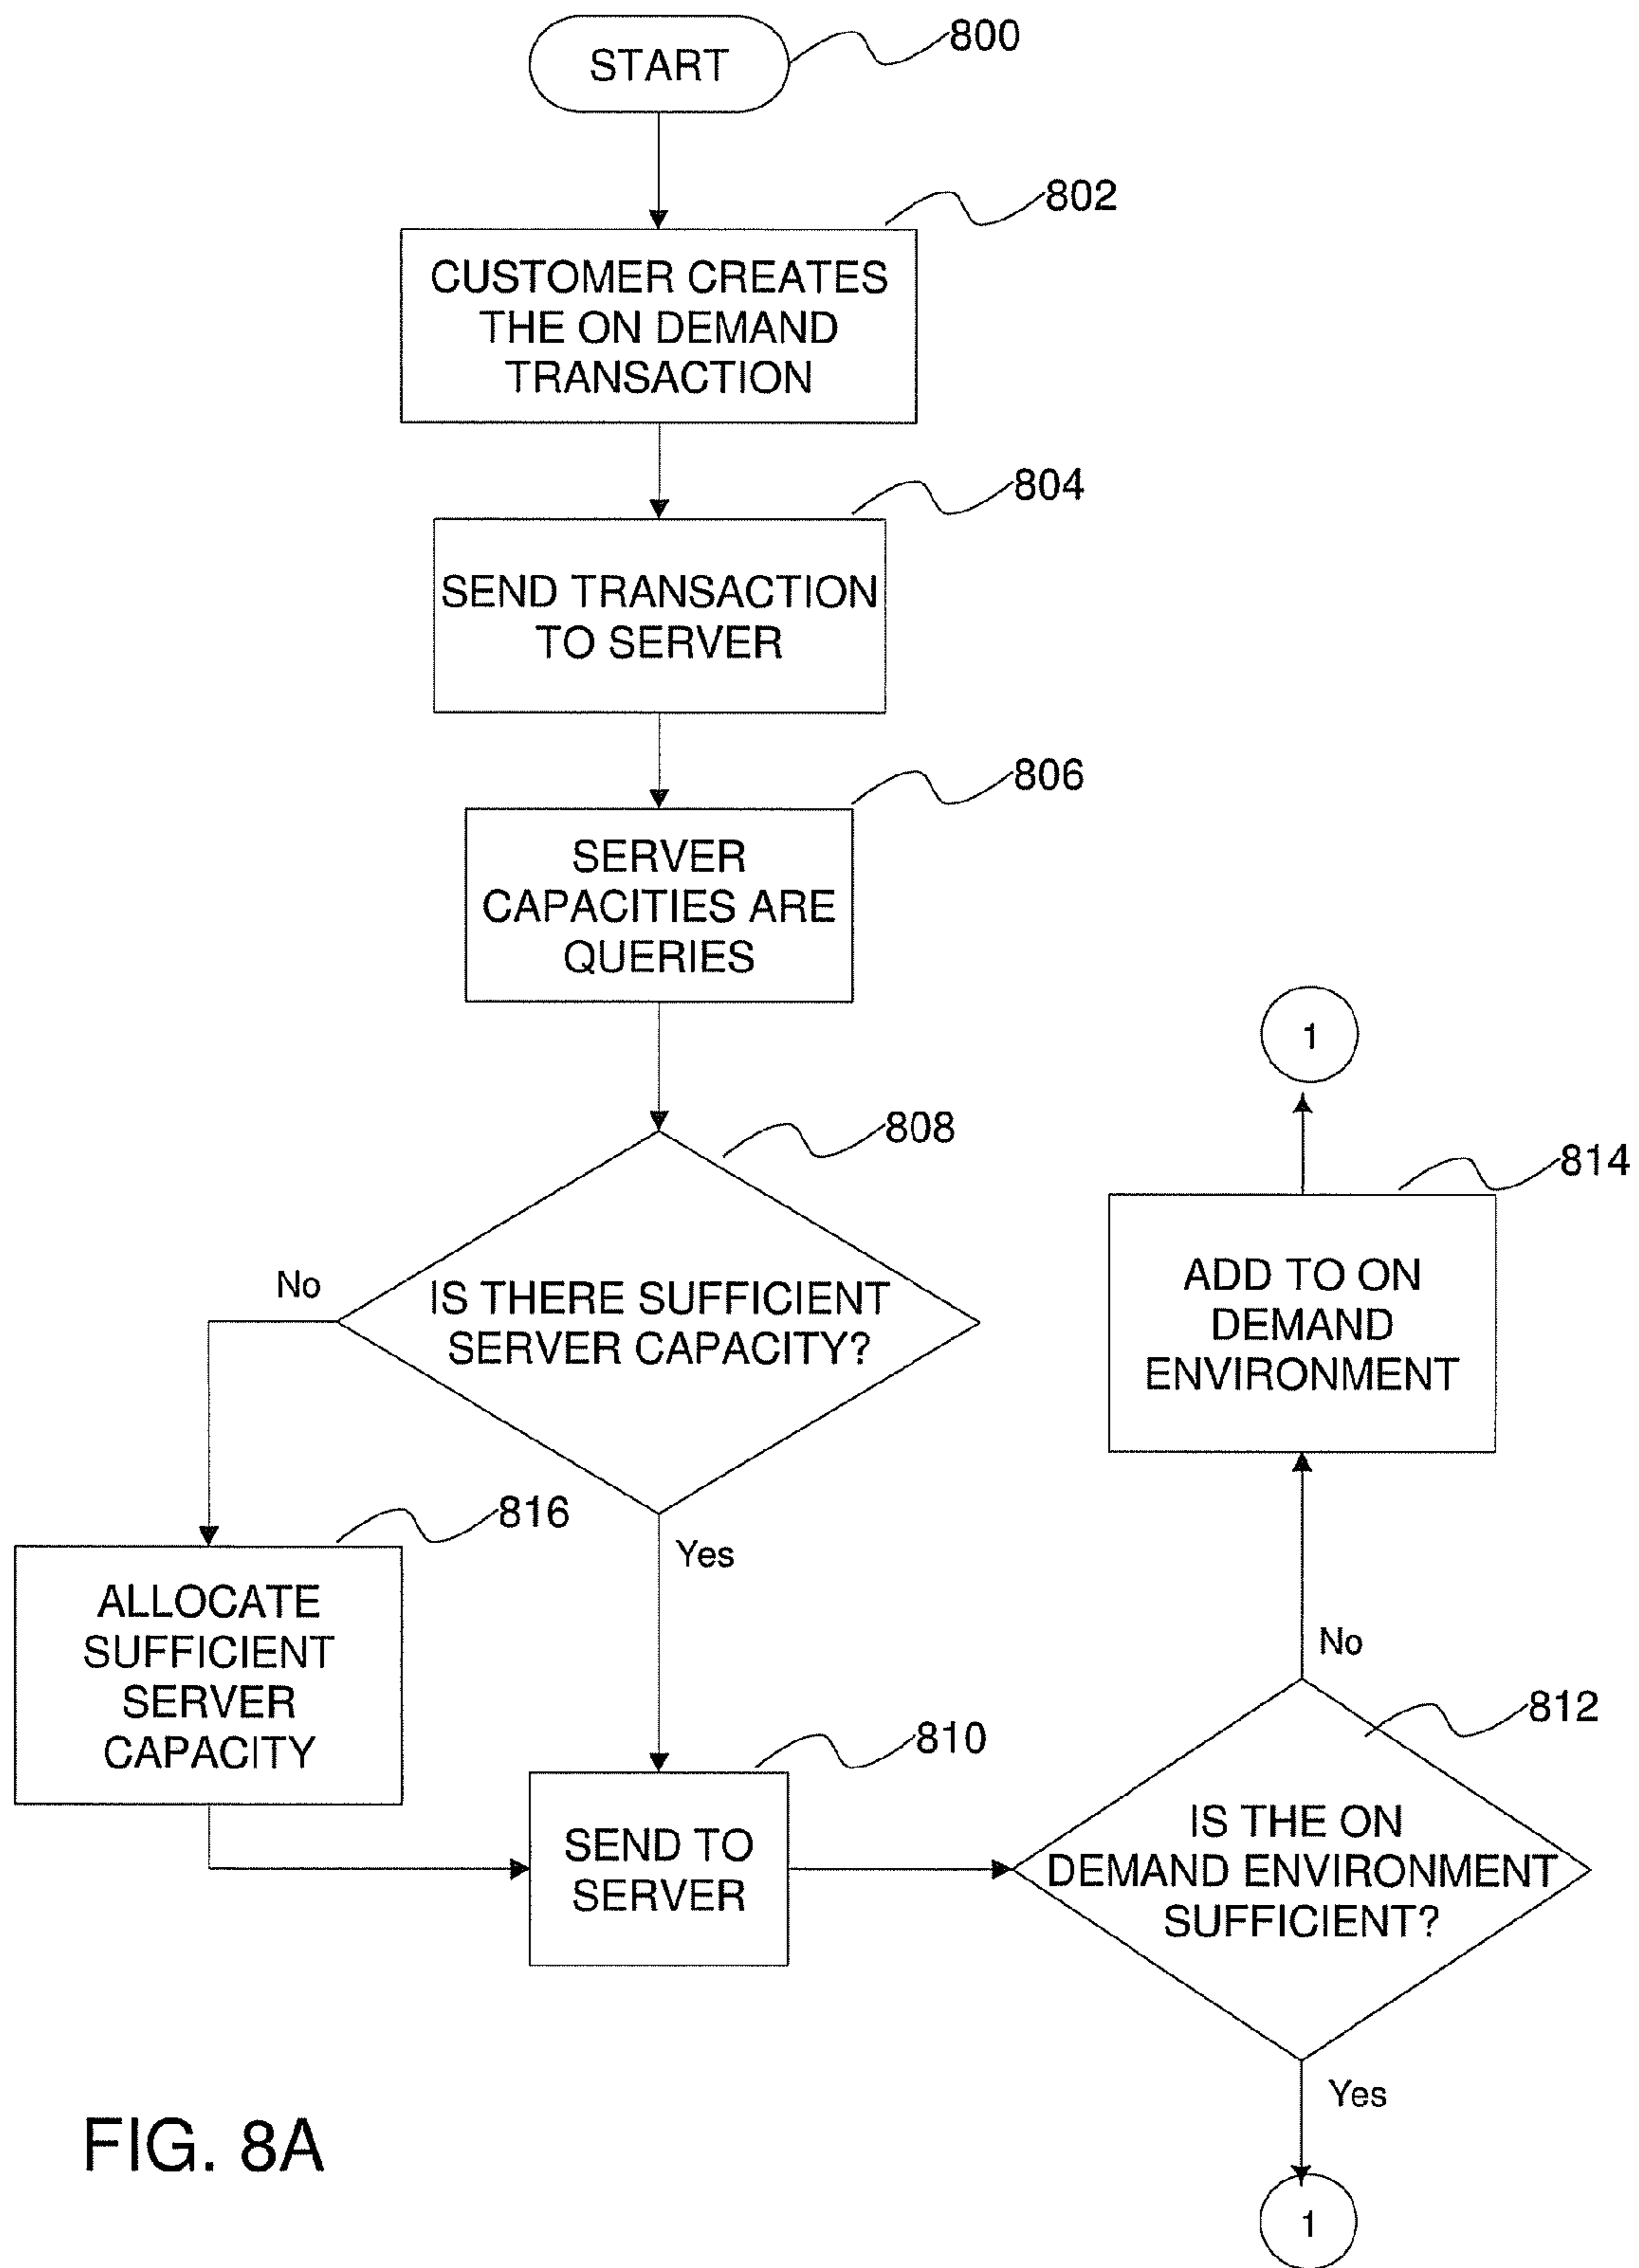 START
800
802
CUSTOMER CREATES
THE ON DEMAND
TRANSACTION
804
SEND TRANSACTION
TO SERVER
806
SERVER
CAPACITIES ARE
QUERIES
808
IS THERE SUFFICIENT
SERVER CAPACITY?
No
Yes
816
ALLOCATE
SUFFICIENT
SERVER
CAPACITY
810
SEND TO
SERVER
812
IS THE ON
DEMAND ENVIRONMENT
SUFFICIENT?
No
814
ADD TO ON
DEMAND
ENVIRONMENT
1
Yes
1
FIG. 8A